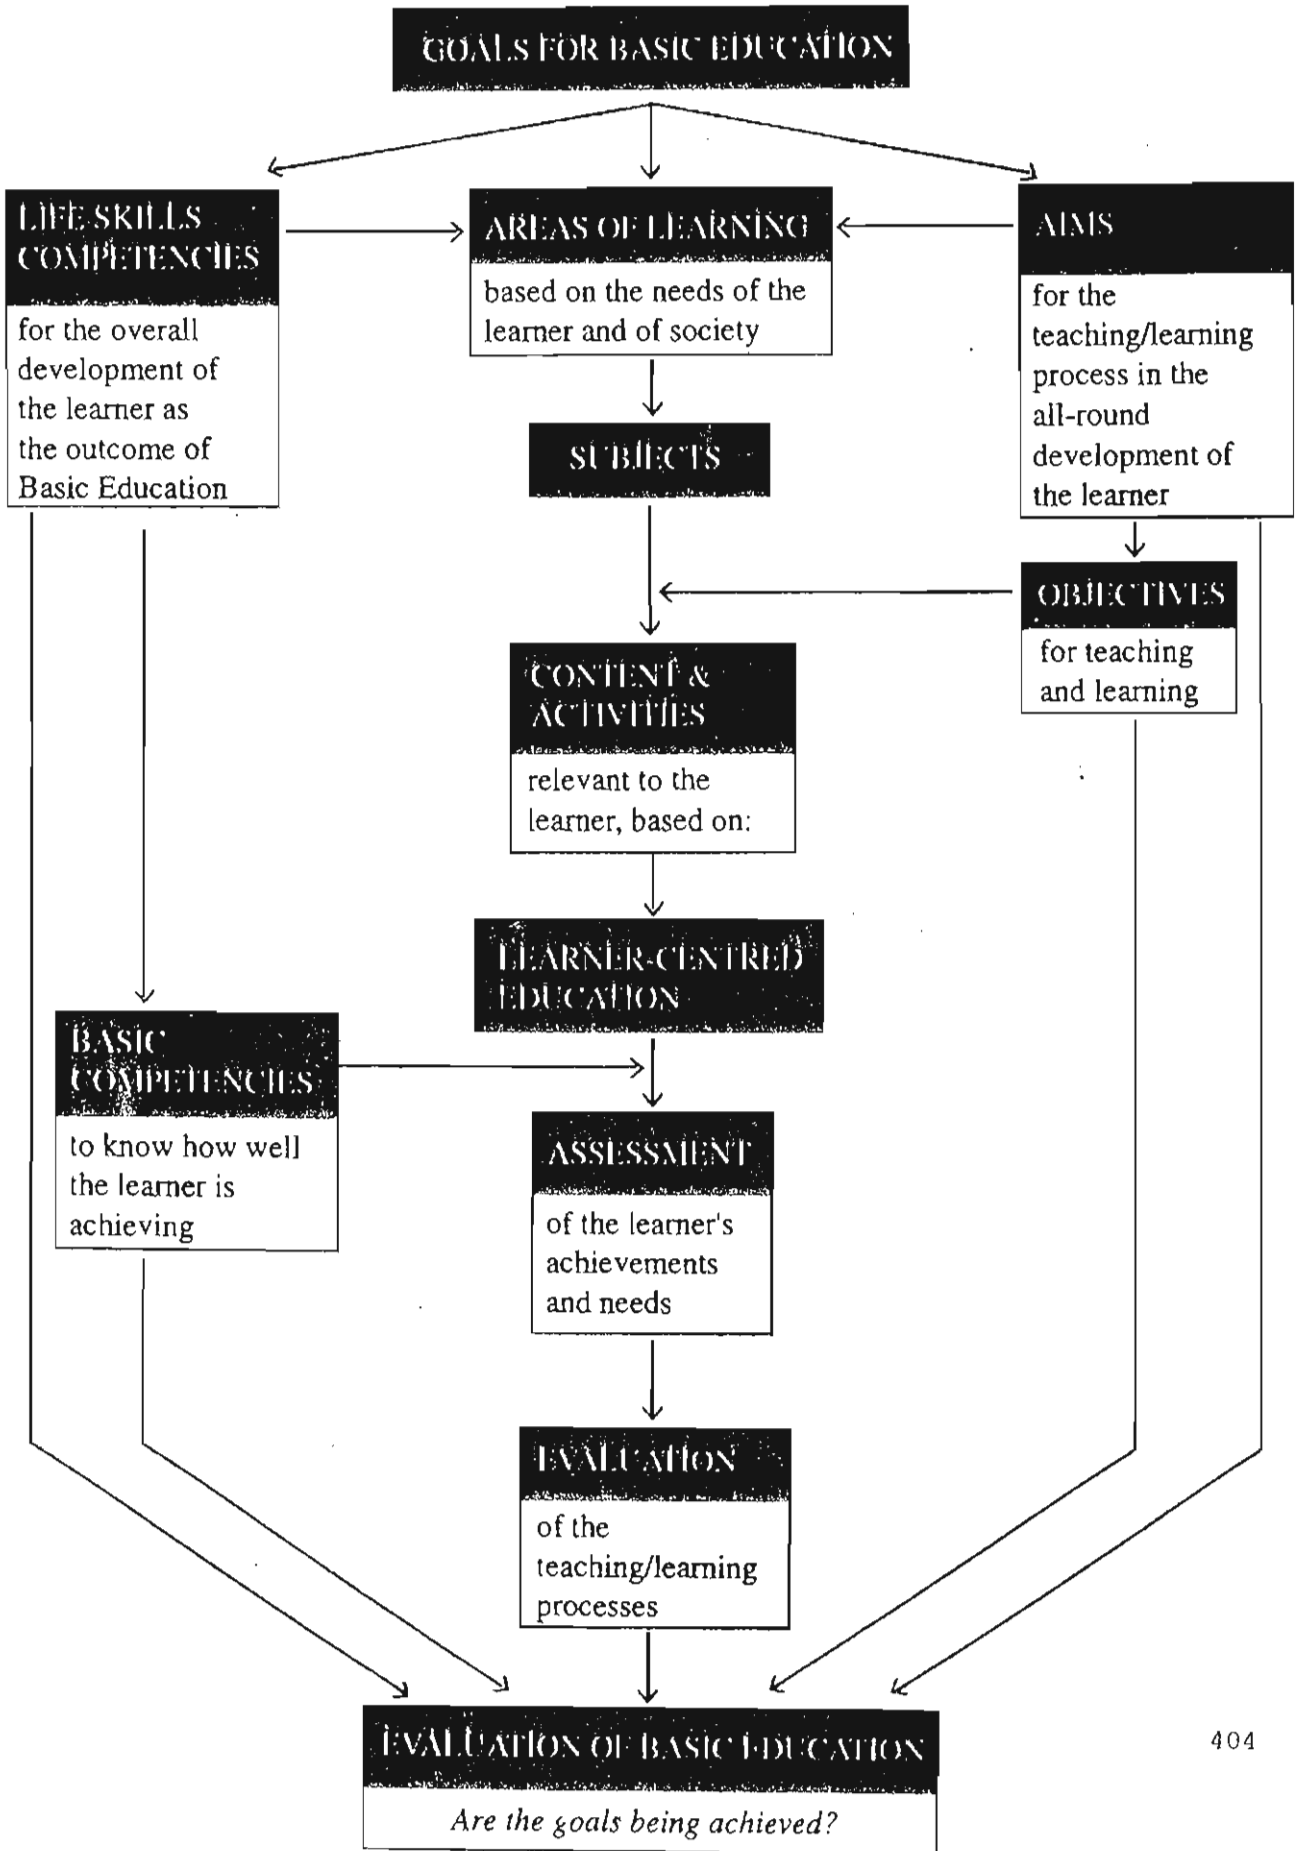 GOALS FOR BASIC EDUCATION
LIFE SKILLS
COMPETENCIES
for the overall
development of
the learner as
the outcome of
Basic Education
AREAS OF LEARNING
based on the needs of the
learner and of society
AIMS
for the
teaching/learning
process in the
all-round
development of
the learner
SUBJECTS
OBJECTIVES
for teaching
and learning
CONTENT &
ACTIVITIES
relevant to the
learner, based on:
LEARNER-CENTRED
EDUCATION
BASIC
COMPETENCIES
to know how well
the learner is
achieving
ASSESSMENT
of the learner's
achievements
and needs
EVALUATION
of the
teaching/learning
processes
EVALUATION OF BASIC EDUCATION
Are the goals being achieved?
404